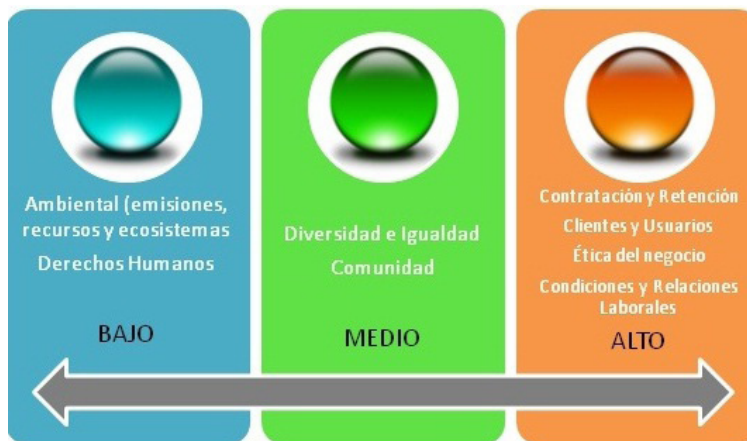 Ambiental (emisiones,
recursos y ecosistemas
Derechos Humanos
BAJO
Diversidad e Igualdad
Comunidad
MEDIO
Contratación y Retención
Clientes y Usuarios
Ética del negocio
Condiciones y Relaciones
Laborales
ALTO